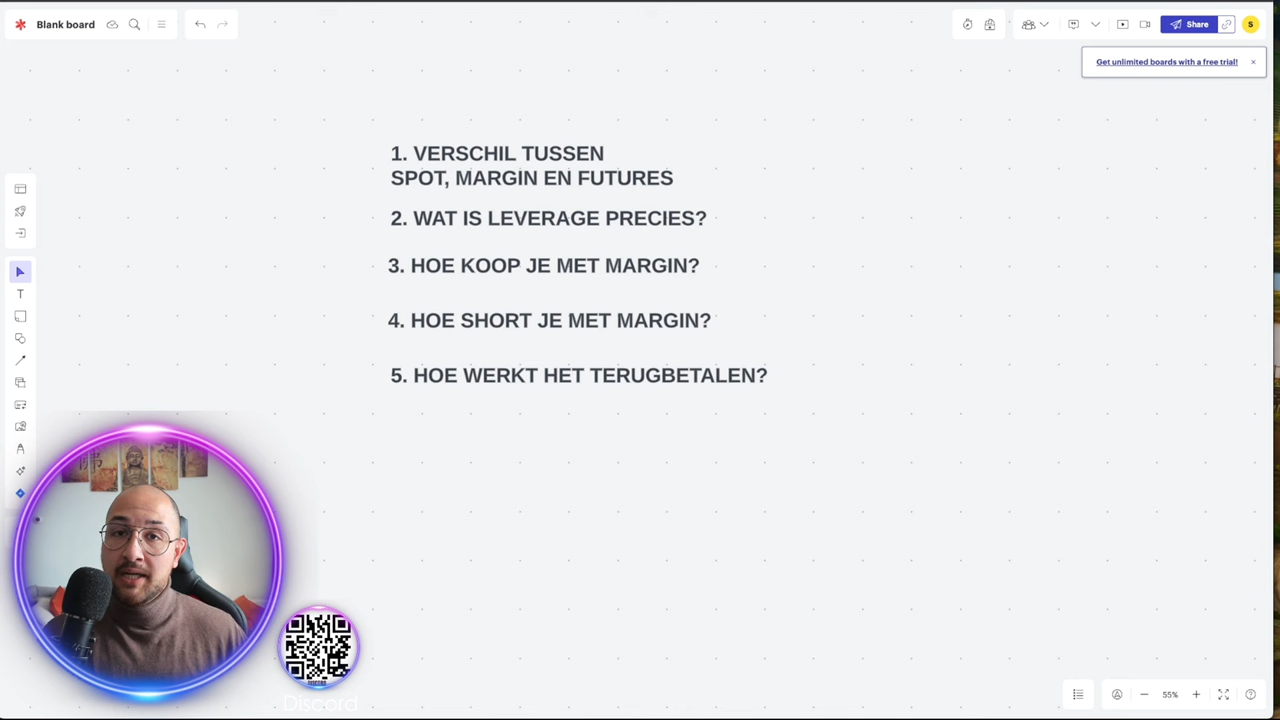 Blank board
Share
S
Get unlimited boards with a free trial!
1. VERSCHIL TUSSEN
SPOT, MARGIN EN FUTURES
2. WAT IS LEVERAGE PRECIES?
3. HOE KOOP JE MET MARGIN?
4. HOE SHORT JE MET MARGIN?
5. HOE WERKT HET TERUGBETALEN?
T
DISCORD
Discord
55%